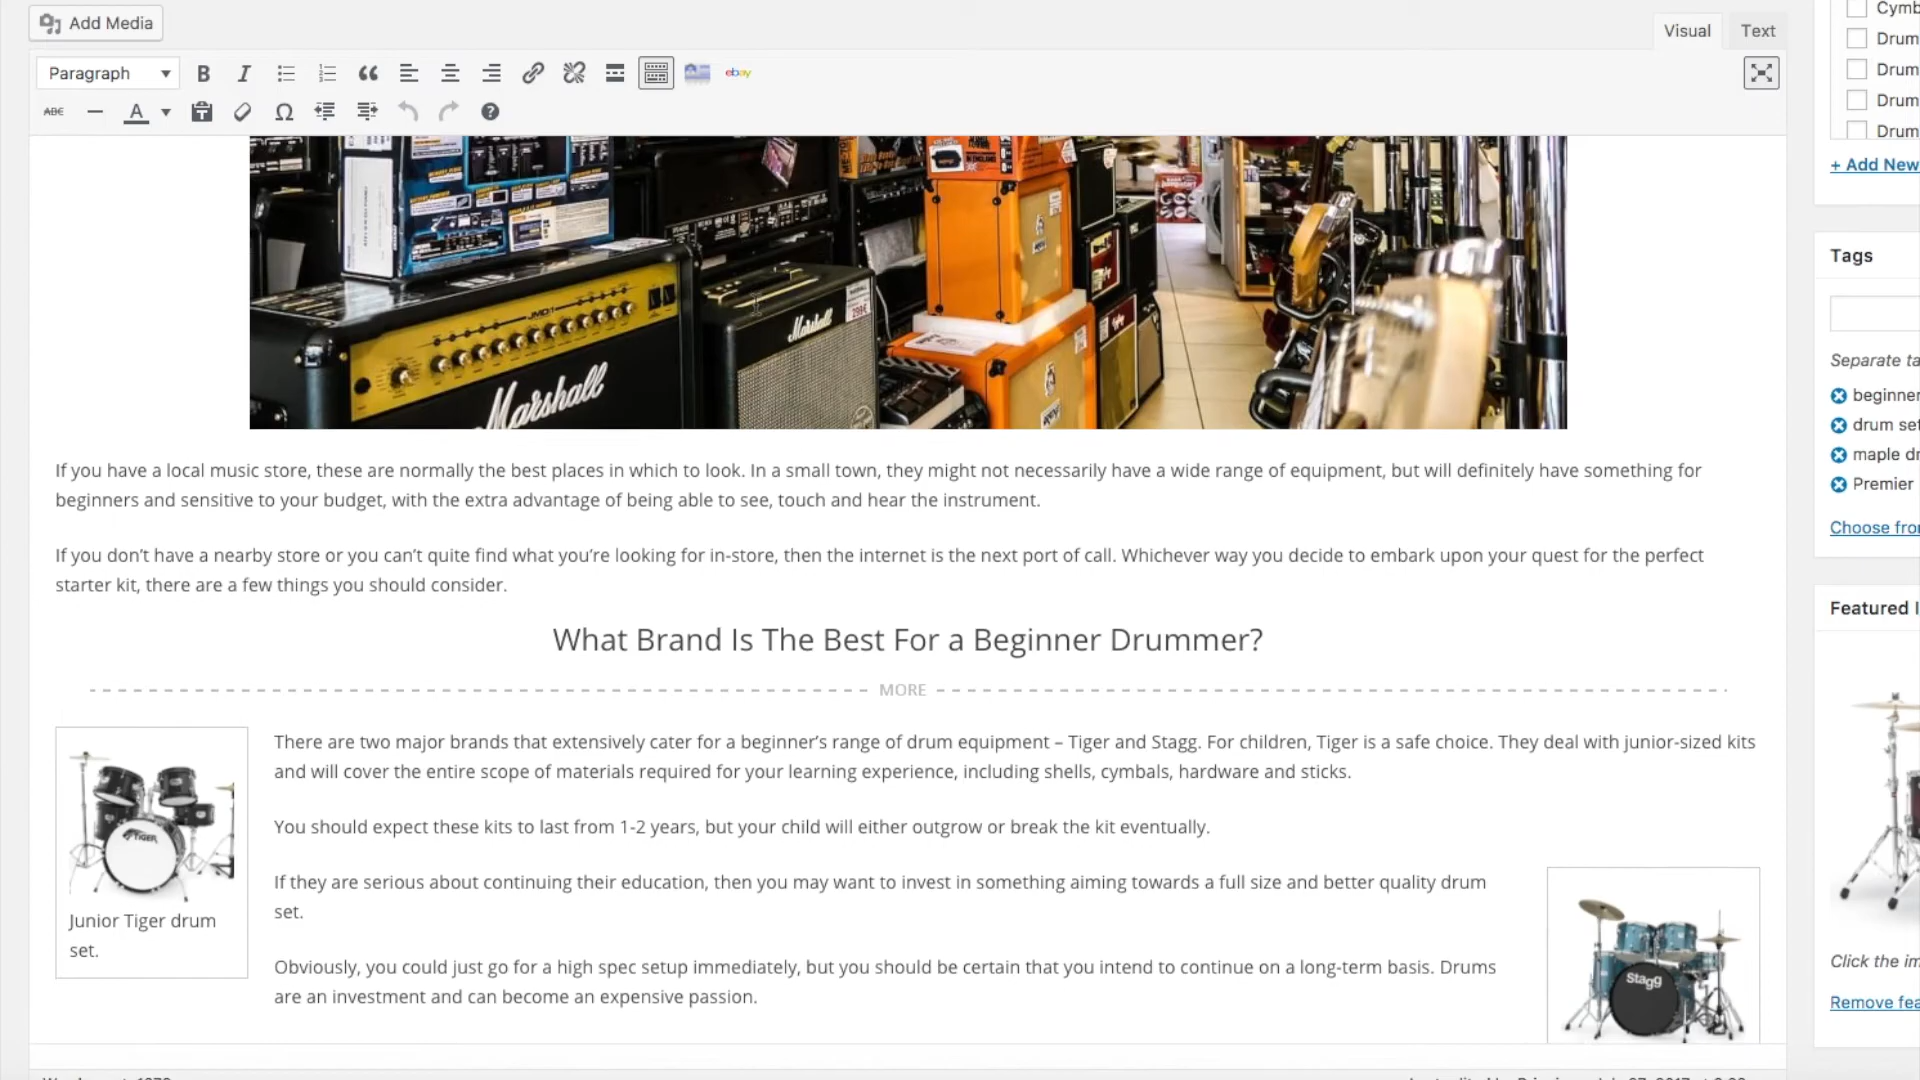 Add Media
Visual
Text
Paragraph
B
I
ebay
ABC
A
Ω
Cymb
Drum
Drum
Drum
Drum
+ Add New
Tags
Separate ta
beginner
drum set
maple dr
Premier
Choose from
Featured I
Click the im
Remove fea
JMD:1
Marshall
Marshall
299€
If you have a local music store, these are normally the best places in which to look. In a small town, they might not necessarily have a wide range of equipment, but will definitely have something for
beginners and sensitive to your budget, with the extra advantage of being able to see, touch and hear the instrument.
If you don’t have a nearby store or you can’t quite find what you’re looking for in-store, then the internet is the next port of call. Whichever way you decide to embark upon your quest for the perfect
starter kit, there are a few things you should consider.
What Brand Is The Best For a Beginner Drummer?
MORE
There are two major brands that extensively cater for a beginner’s range of drum equipment – Tiger and Stagg. For children, Tiger is a safe choice. They deal with junior-sized kits
and will cover the entire scope of materials required for your learning experience, including shells, cymbals, hardware and sticks.
You should expect these kits to last from 1-2 years, but your child will either outgrow or break the kit eventually.
TIGER
Junior Tiger drum
set.
If they are serious about continuing their education, then you may want to invest in something aiming towards a full size and better quality drum
set.
Obviously, you could just go for a high spec setup immediately, but you should be certain that you intend to continue on a long-term basis. Drums
are an investment and can become an expensive passion.
Stagg